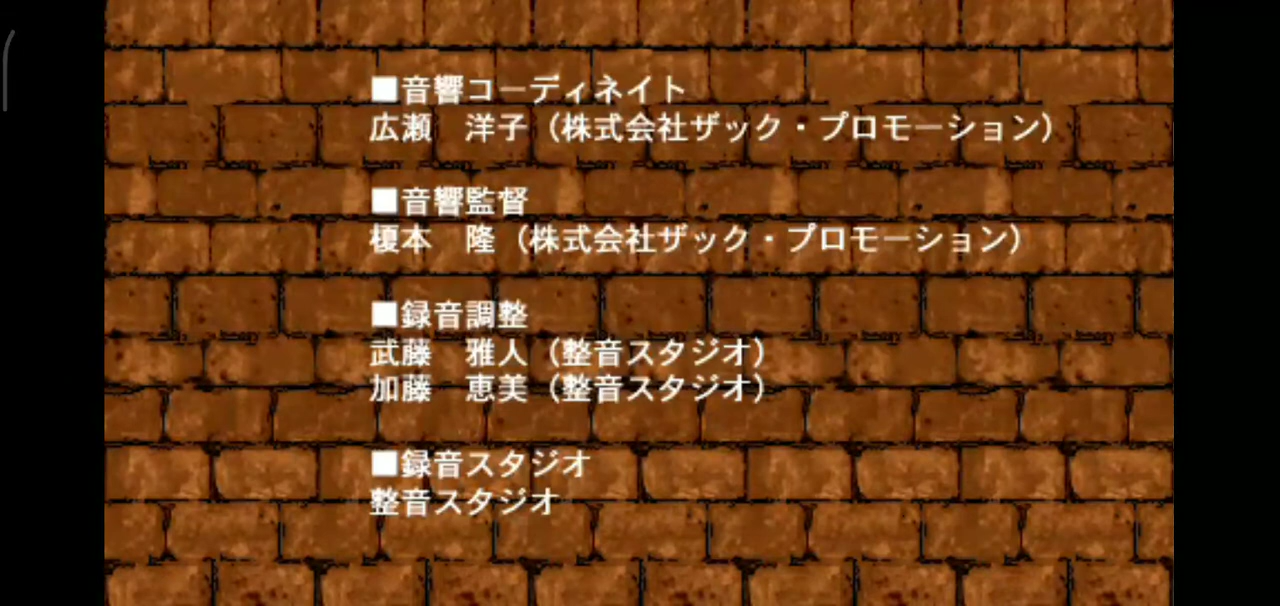 ■音響コーディネイト
広瀬　洋子（株式会社ザック・プロモーション）
■音響監督
榎本　隆（株式会社ザック・プロモーション）
■録音調整
武藤　雅人（整音スタジオ）
加藤　恵美（整音スタジオ）
■録音スタジオ
整音スタジオ